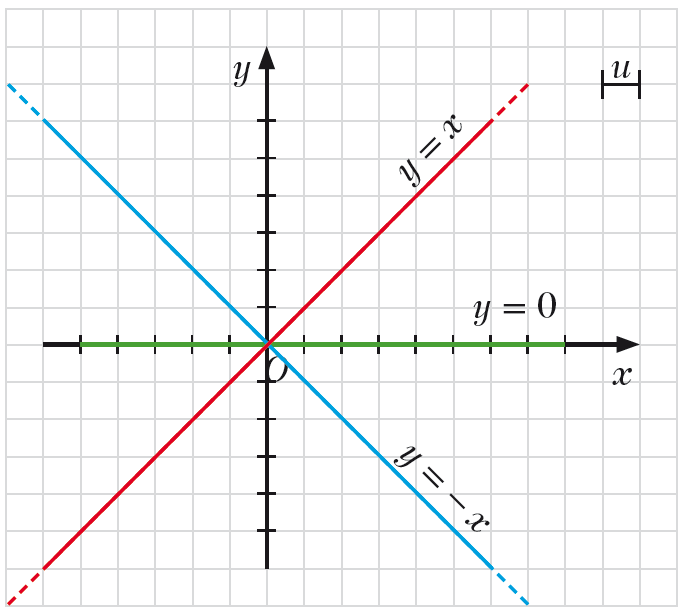 y
u
y = x
y = 0
O
x
y = −x